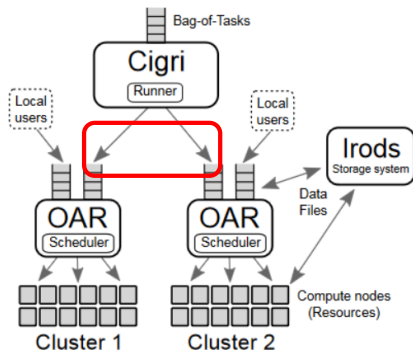 Bag-of-Tasks
Cigri
Runner
Local
users
Local
users
Irods
Storage system
Data
Files
OAR
Scheduler
OAR
Scheduler
Compute nodes
(Resources)
Cluster 1
Cluster 2